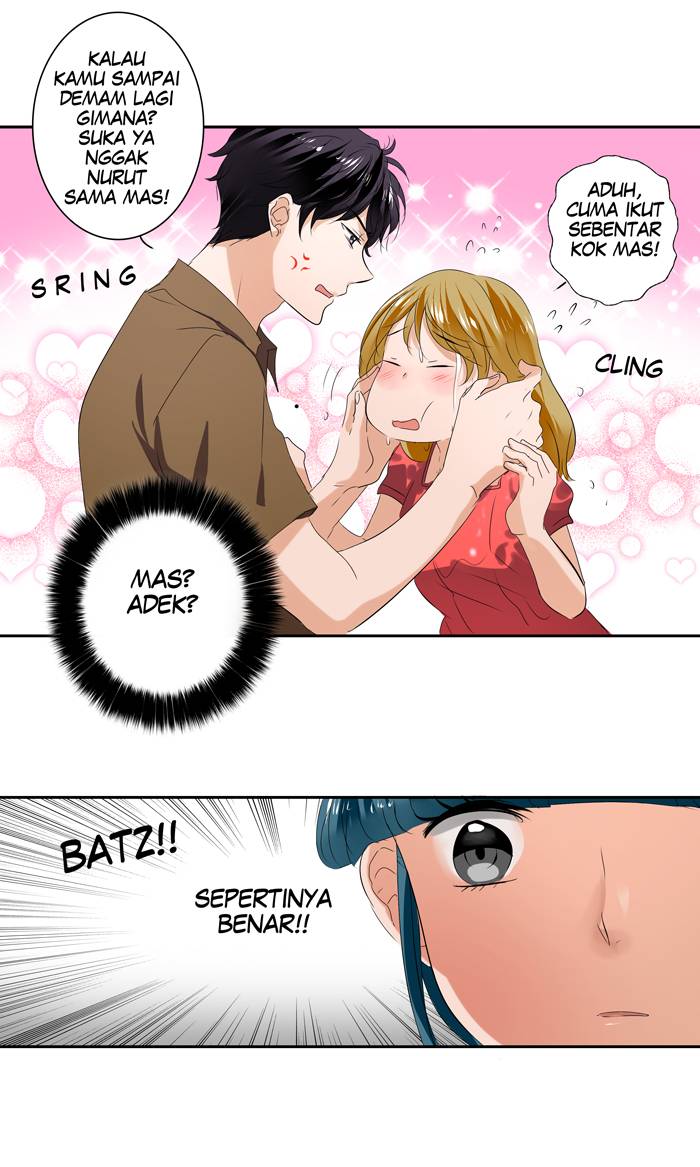 KALAU
KAMU SAMPAI
DEMAM LAGI
GIMANA?
SUKA YA
NGGAK
NURUT
SAMA MAS!
ADUH,
CUMA IKUT
SEBENTAR
KOK MAS!
SRING
CLING
MAS?
ADEK?
BATZ!!
SEPERTINYA
BENAR!!